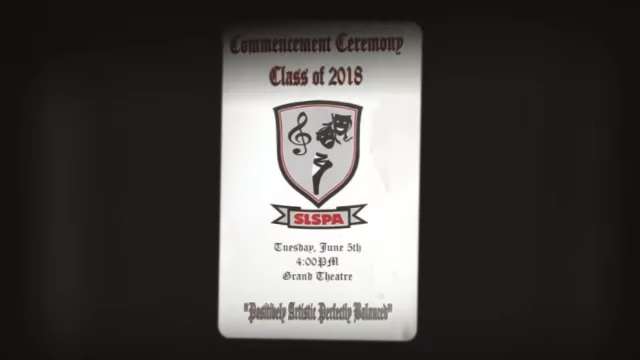 Commencement Ceremony
Class of 2018
SLSPA
Tuesday, June 5th
4:00PM
Grand Theatre
"Positively Artistic Perfectly Balanced"